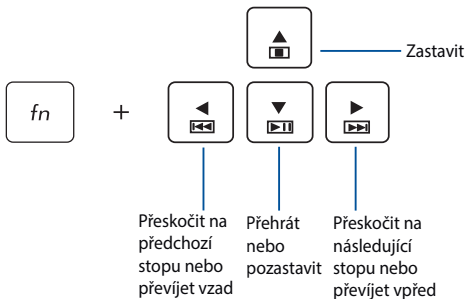 Zastavit
fn +
Přeskočit na
předchozí
stopu nebo
převíjet vzad
Přehrát
nebo
pozastavit
Přeskočit na
následující
stopu nebo
převíjet vpřed